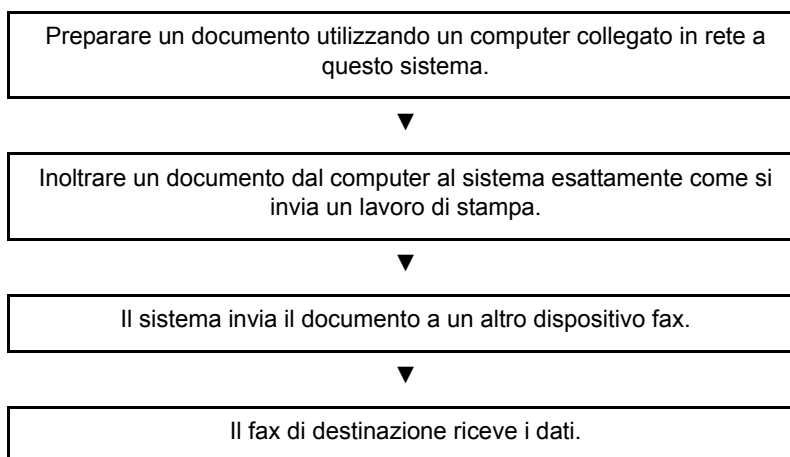 Preparare un documento utilizzando un computer collegato in rete a
questo sistema.
▼
Inoltrare un documento dal computer al sistema esattamente come si
invia un lavoro di stampa.
▼
Il sistema invia il documento a un altro dispositivo fax.
▼
Il fax di destinazione riceve i dati.